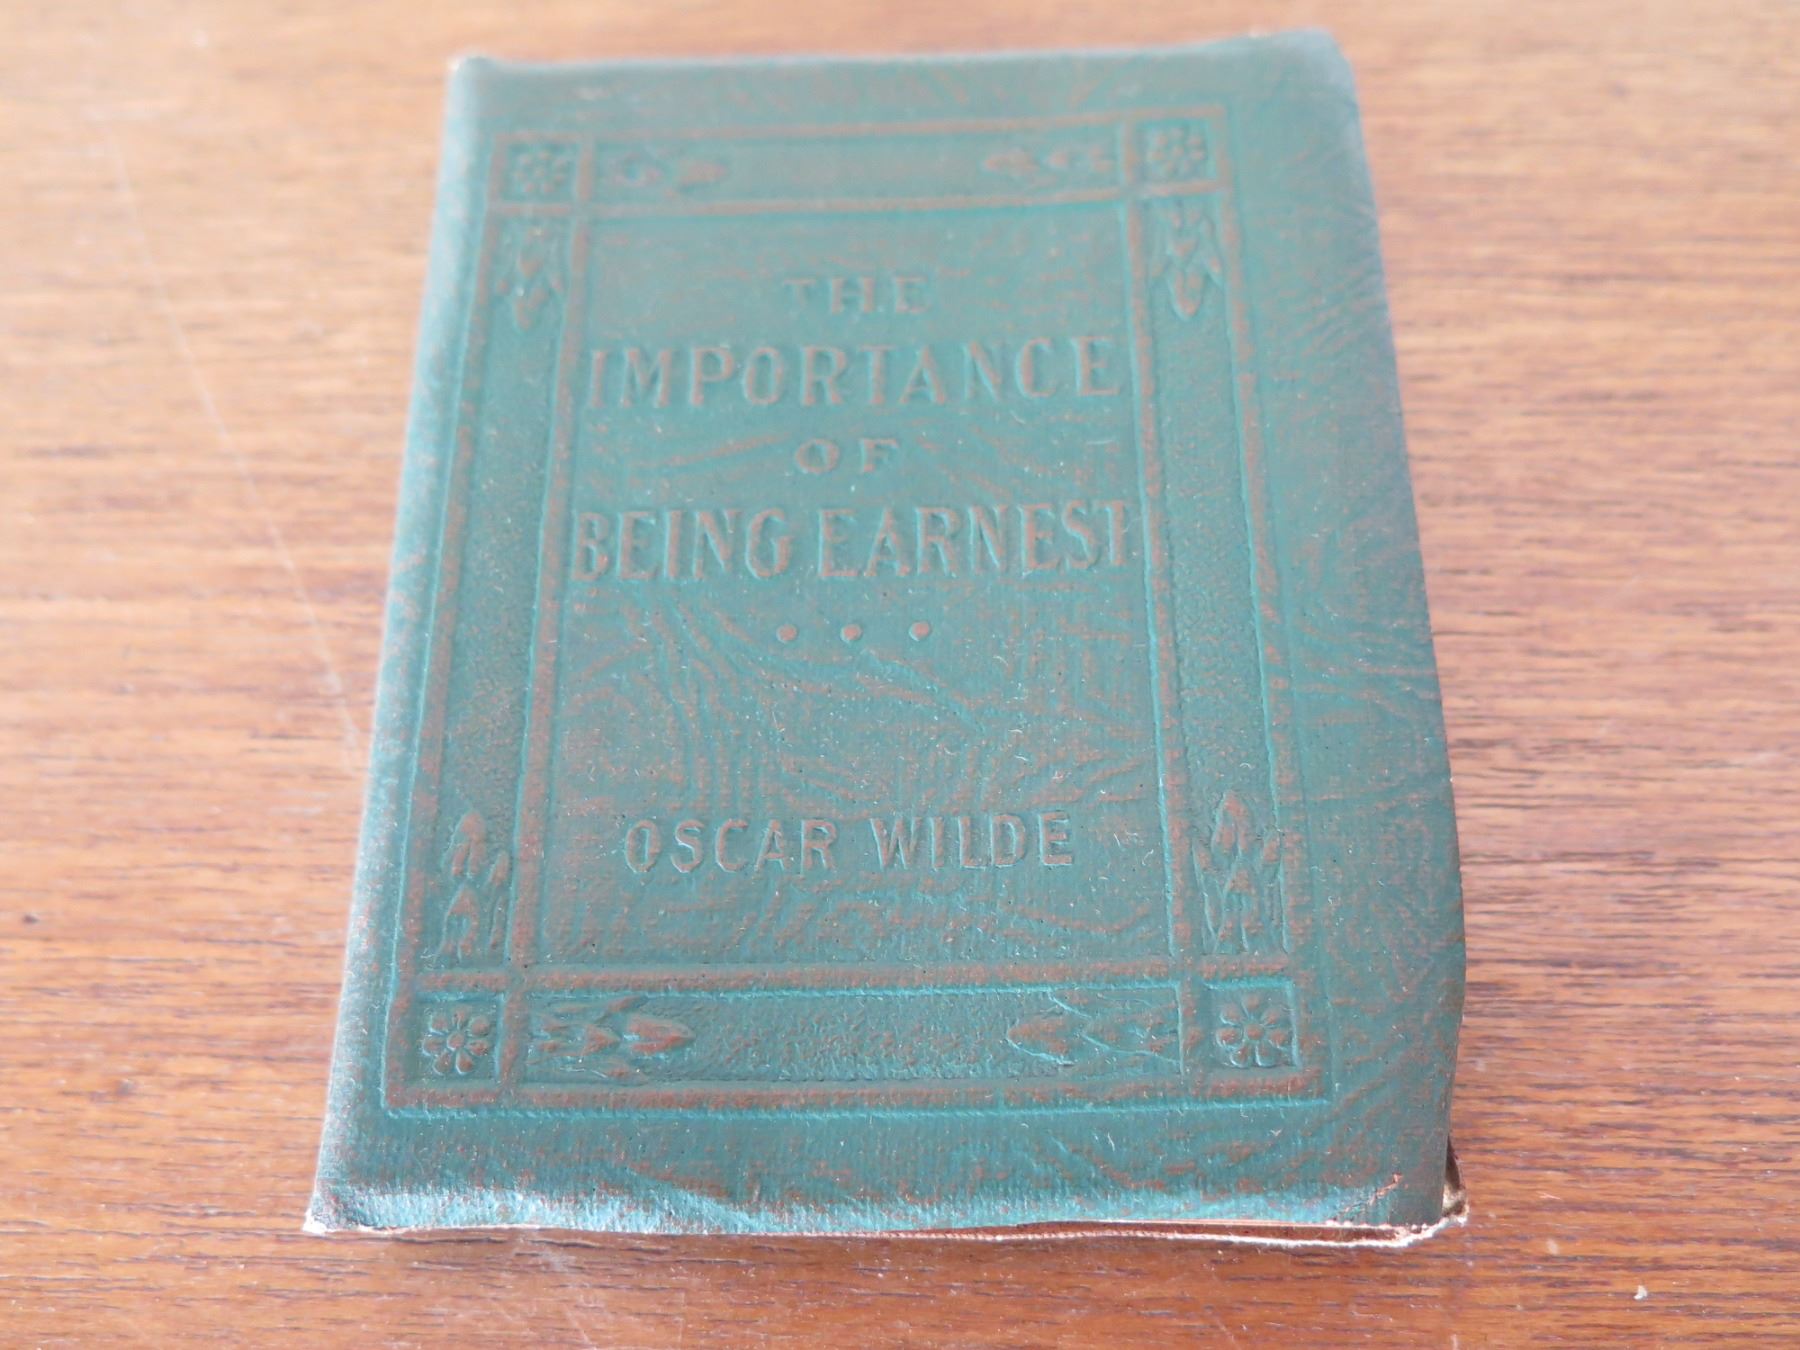 THE
IMPORTANCE
OF
BEING EARNEST
OSCAR WILDE